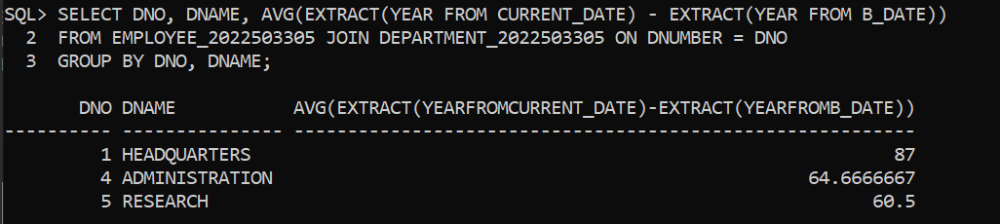 SQL> SELECT DNO, DNAME, AVG(EXTRACT(YEAR FROM CURRENT_DATE) - EXTRACT(YEAR FROM B_DATE))
  2  FROM EMPLOYEE_2022503305 JOIN DEPARTMENT_2022503305 ON DNUMBER = DNO
  3  GROUP BY DNO, DNAME;

       DNO DNAME           AVG(EXTRACT(YEARFROMCURRENT_DATE)-EXTRACT(YEARFROMB_DATE))
---------- --------------- ----------------------------------------------------------
         1 HEADQUARTERS                                                            87
         4 ADMINISTRATION                                                  64.6666667
         5 RESEARCH                                                              60.5